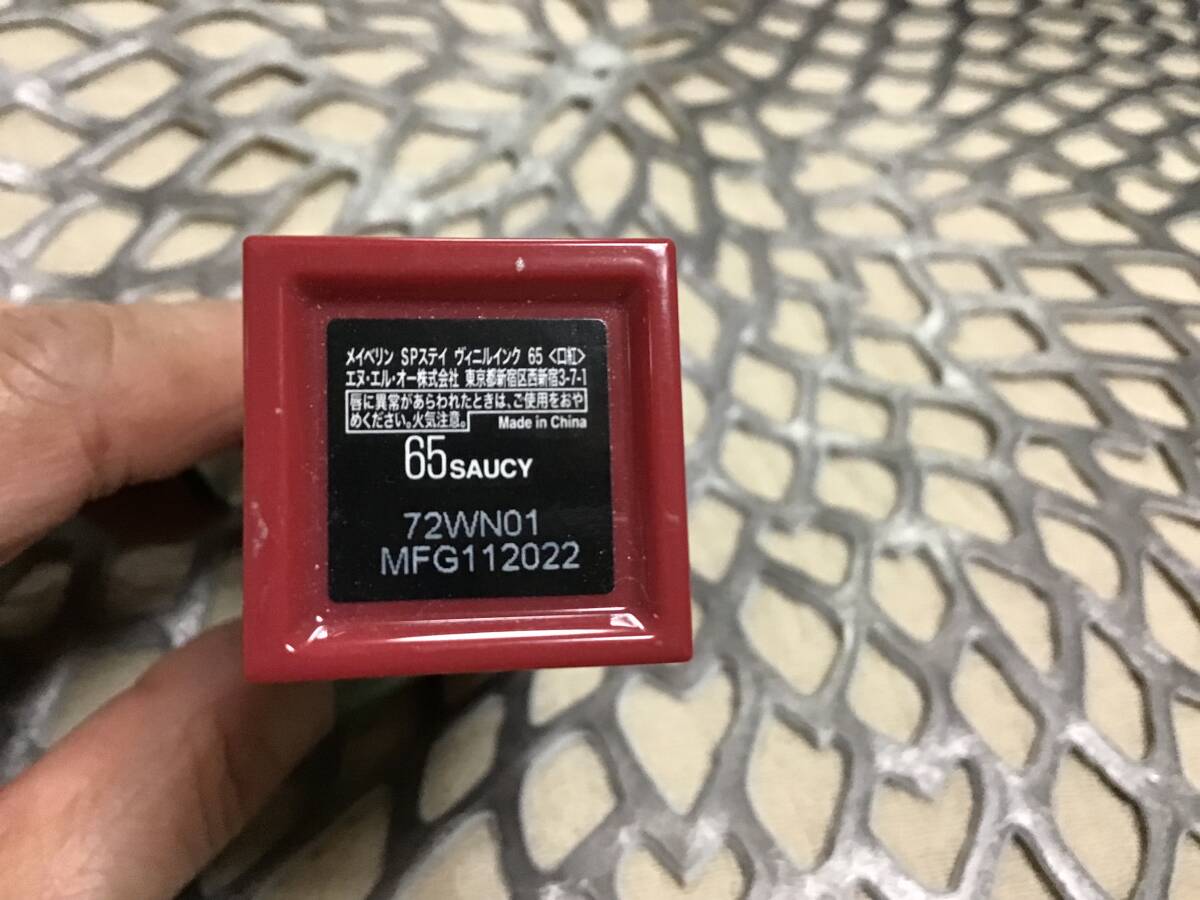 メイベリン SPステイ ヴィニルインク 65 <口紅>
エヌ・エル・オー株式会社 東京都新宿区西新宿3-7-1
唇に異常があらわれたときは、ご使用をおや
めください。火気注意。 Made in China
65 SAUCY
72WN01
MFG112022